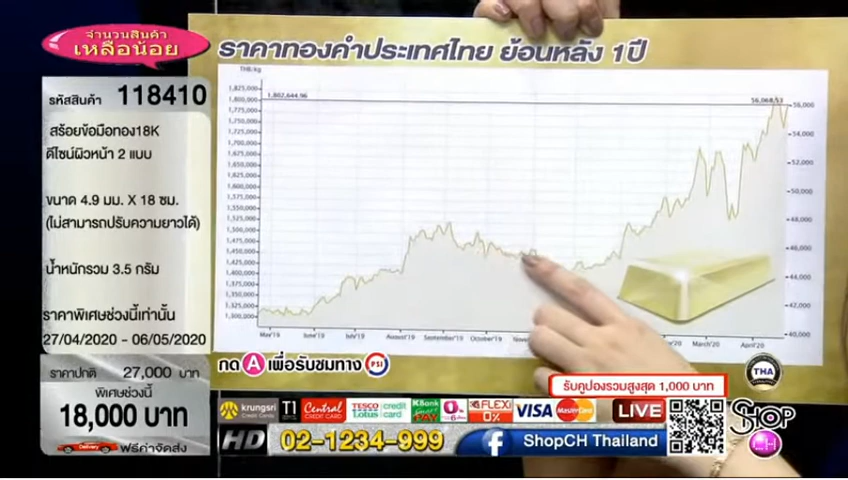 จำนวนสินค้า
เหลือน้อย
รหัสสินค้า 118410
สร้อยข้อมือทอง18K
ดีไซน์ผิวหน้า 2 แบบ
ขนาด 4.9 มม. X 18 ซม.
(ไม่สามารถปรับความยาวได้)
น้ำหนักรวม 3.5 กรัม
ราคาพิเศษช่วงนี้เท่านั้น
27/04/2020 - 06/05/2020
ราคาปกติ 27,000 บาท
พิเศษช่วงนี้
18,000 บาท
Delivery ฟรีค่าจัดส่ง
ราคาทองคำประเทศไทย ย้อนหลัง 1 ปี
THB/kg
1,802,644.96
56,068.53
1,825,000
1,800,000
1,775,000
1,750,000
1,725,000
1,700,000
1,675,000
1,650,000
1,625,000
1,600,000
1,575,000
1,550,000
1,525,000
1,500,000
1,475,000
1,450,000
1,425,000
1,400,000
1,375,000
1,350,000
1,325,000
1,300,000
56,000
54,000
52,000
50,000
48,000
46,000
44,000
42,000
40,000
May'19 June'19 July'19 August'19 September'19 October'19 March'20 April'20
กด A เพื่อรับชมทาง PSI
THA
รับคูปองรวมสูงสุด 1,000 บาท
krungsri T1 Central CREDIT CARD TESCO Lotus credit card KBank FLEXI 0% VISA MasterCard LIVE
HD 02-1234-999 f ShopCH Thailand
SHOP CH